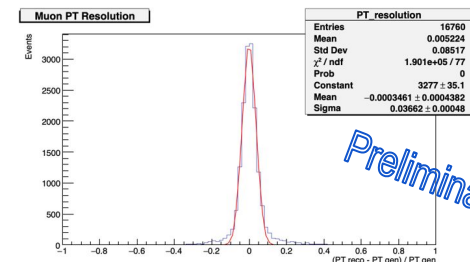 Muon PT Resolution
PT_resolution
Entries 16760
Mean 0.005224
Std Dev 0.08517
χ² / ndf 1.901e+05 / 77
Prob 0
Constant 3277 ± 35.1
Mean −0.0003461 ± 0.0004382
Sigma 0.03662 ± 0.00048
Events
3000
2500
2000
1500
1000
500
0
−1 −0.8 −0.6 −0.4 −0.2 0 0.2 0.4 0.6 0.8 1
(PT reco - PT gen) / PT gen
Prelimina